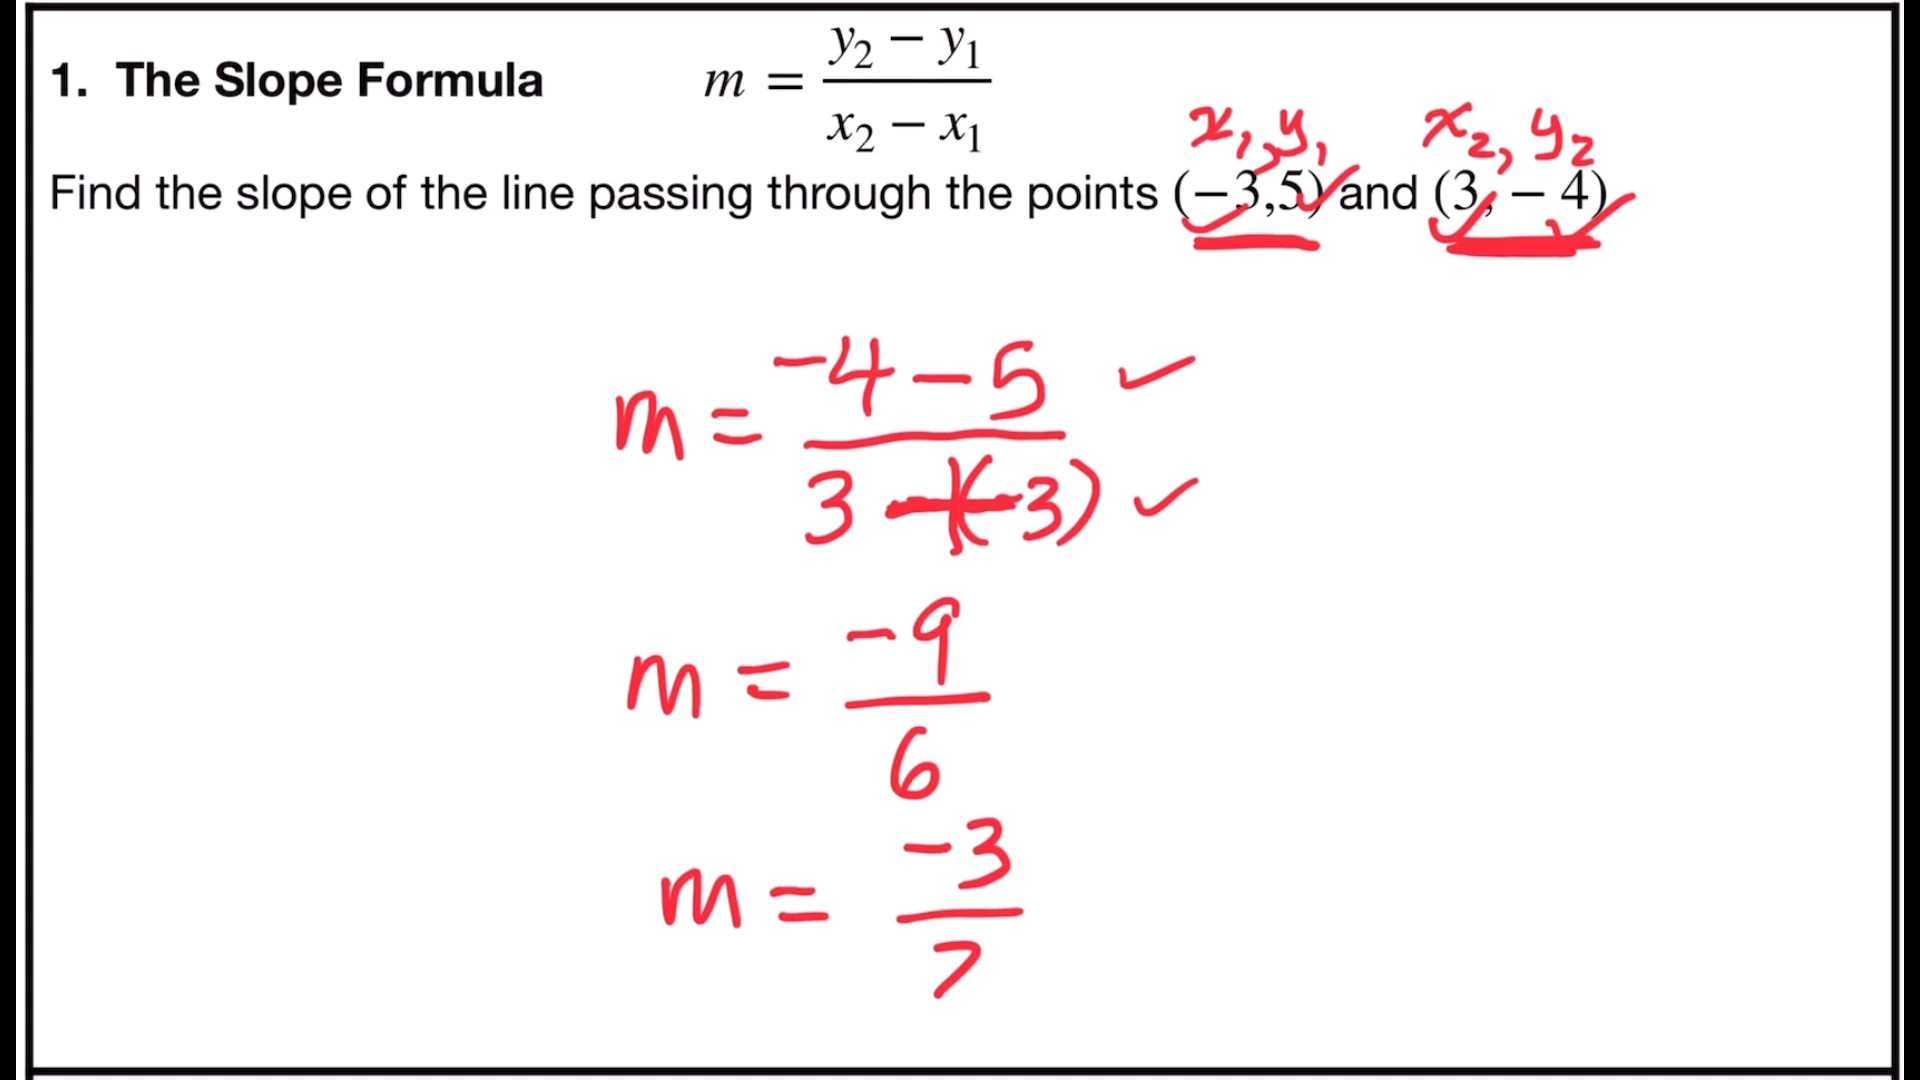 1. The Slope Formula m = y₂ − y₁ / x₂ − x₁
x₁, y₁ x₂, y₂
Find the slope of the line passing through the points (−3,5) and (3, − 4)
m = -4 - 5 / 3 - (-3)
m = -9 / 6
m = -3 / 7